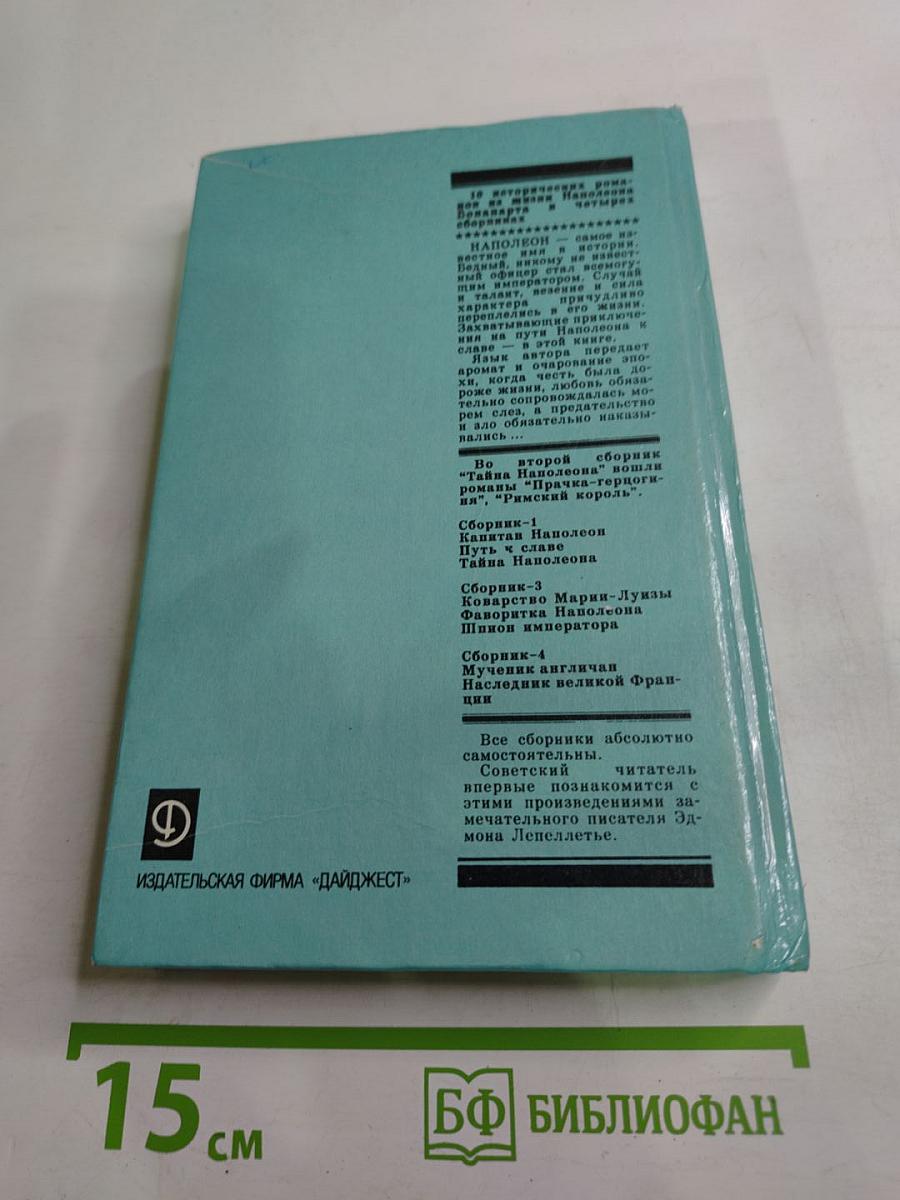 10 исторических рома-
нов из жизни Наполеона
Бонапарта в четырех
сборниках
********************
НАПОЛЕОН — самое из-
вестное имя в истории.
Бедный, никому не извест-
ный офицер стал всемогу-
щим императором. Случай
и талант, везение и сила
характера причудливо
переплелись в его жизни.
Захватывающие приключе-
ния на пути Наполеона к
славе — в этой книге.
Язык автора передает
аромат и очарование эпо-
хи, когда честь была до-
роже жизни, любовь обяза-
тельно сопровождалась мо-
рем слез, а предательство
и зло обязательно наказы-
вались ...
Во второй сборник
"Тайна Наполеона" вошли
романы "Прачка-герцоги-
ня", "Римский король".
Сборник-1
Капитан Наполеон
Путь ч славе
Тайна Наполеона
Сборник-3
Коварство Марии-Луизы
Фаворитка Наполеона
Шпион императора
Сборник-4
Мученик англичан
Наследник великой Фран-
ции
Все сборники абсолютно
самостоятельны.
Советский читатель
впервые познакомится с
этими произведениями за-
мечательного писателя Эд-
мона Лепеллетье.
Д
ИЗДАТЕЛЬСКАЯ ФИРМА «ДАЙДЖЕСТ»
15 см
БФ БИБЛИОФАН